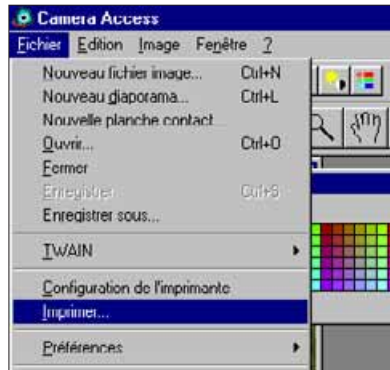 Camera Access
Fichier Edition Image Fenêtre ?
Nouveau fichier image... Ctrl+N
Nouveau diaporama... Ctrl+L
Nouvelle planche contact...
Ouvrir... Ctrl+O
Fermer
Enregistrer Ctrl+S
Enregistrer sous...
TWAIN
Configuration de l'imprimante
Imprimer...
Préférences